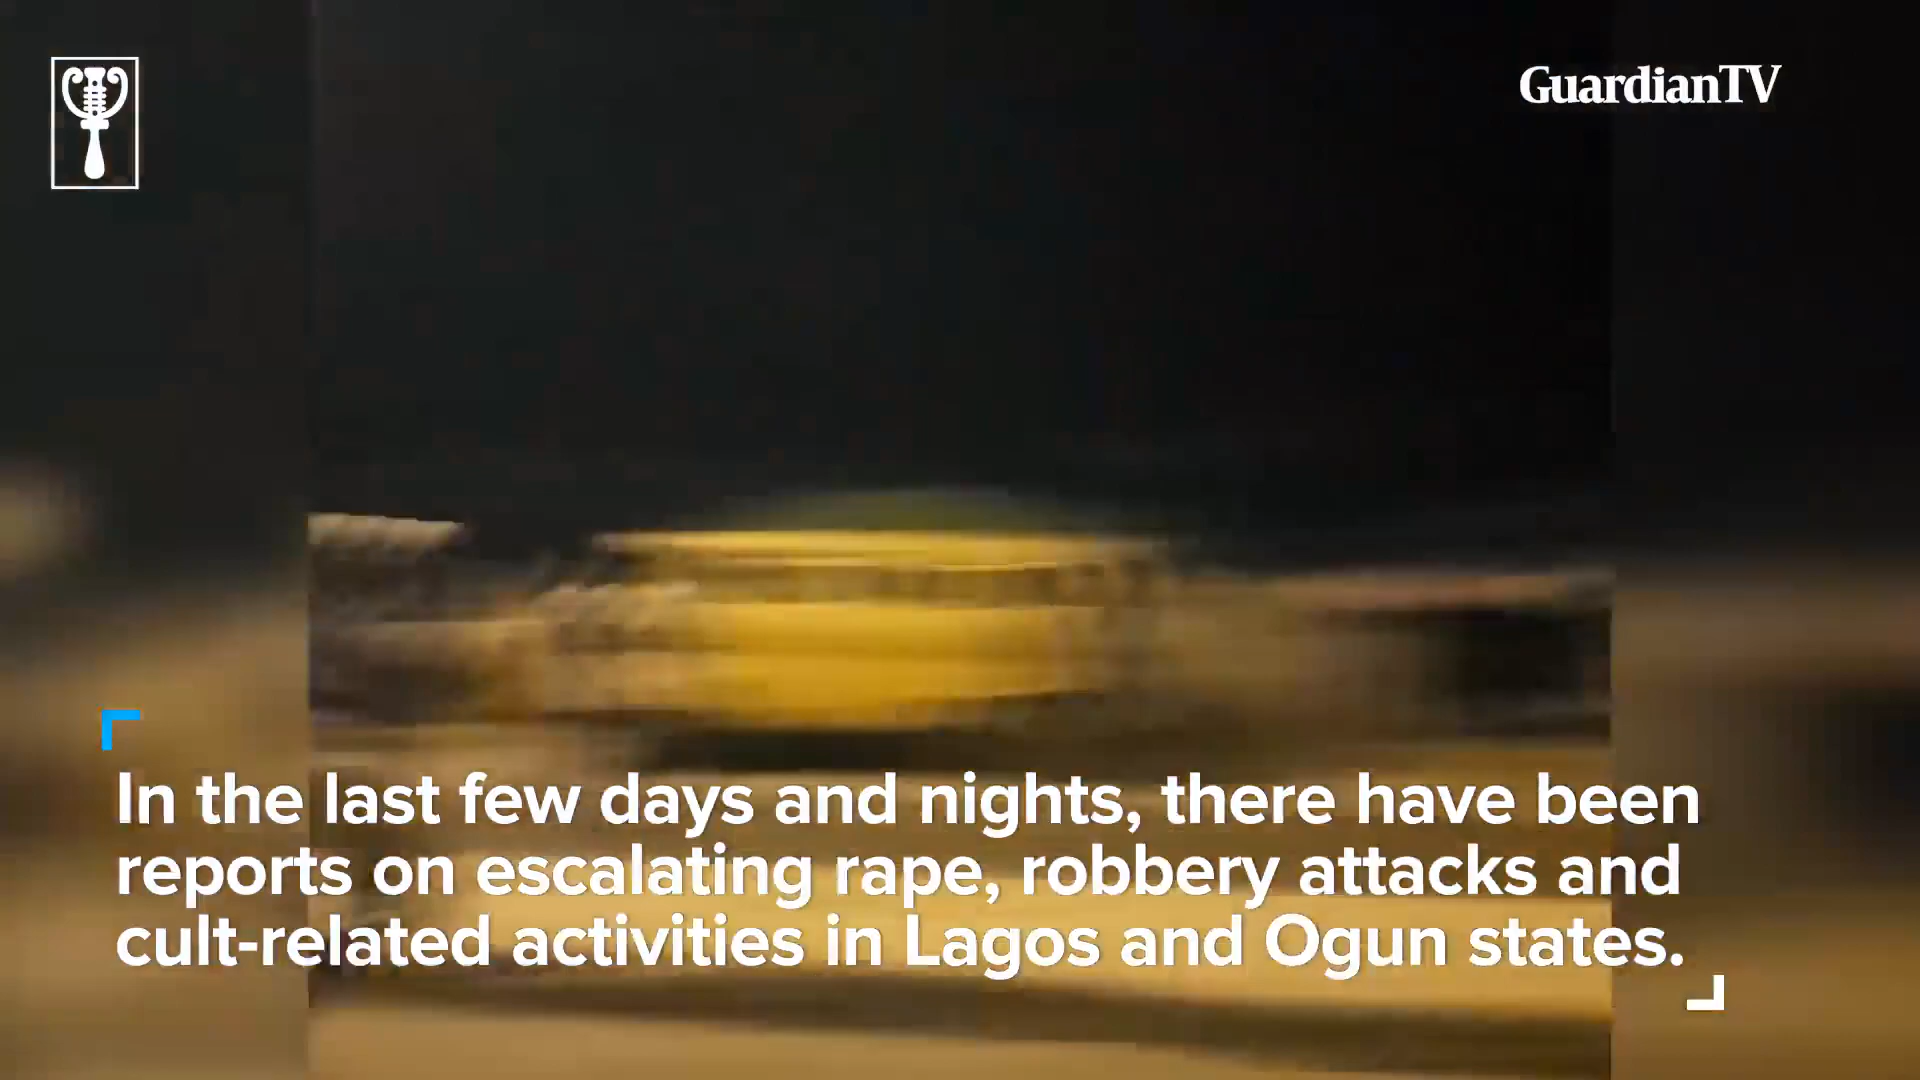 GuardianTV
In the last few days and nights, there have been
reports on escalating rape, robbery attacks and
cult-related activities in Lagos and Ogun states.